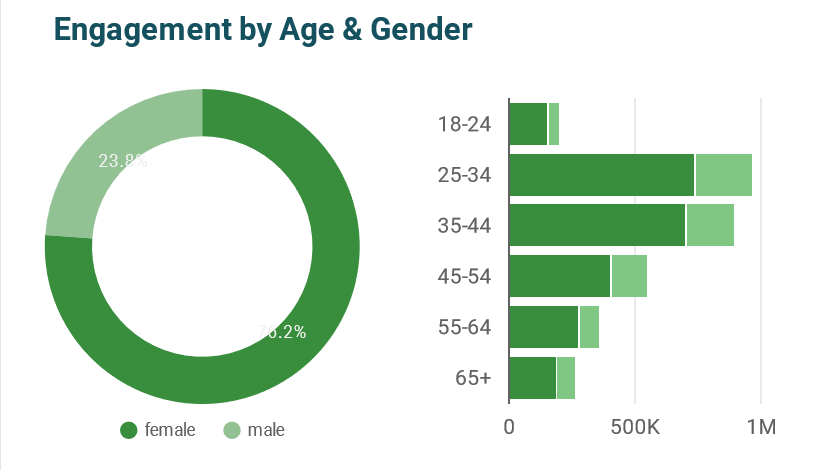 Engagement by Age & Gender
23.8%
76.2%
female
male
18-24
25-34
35-44
45-54
55-64
65+
0
500K
1M